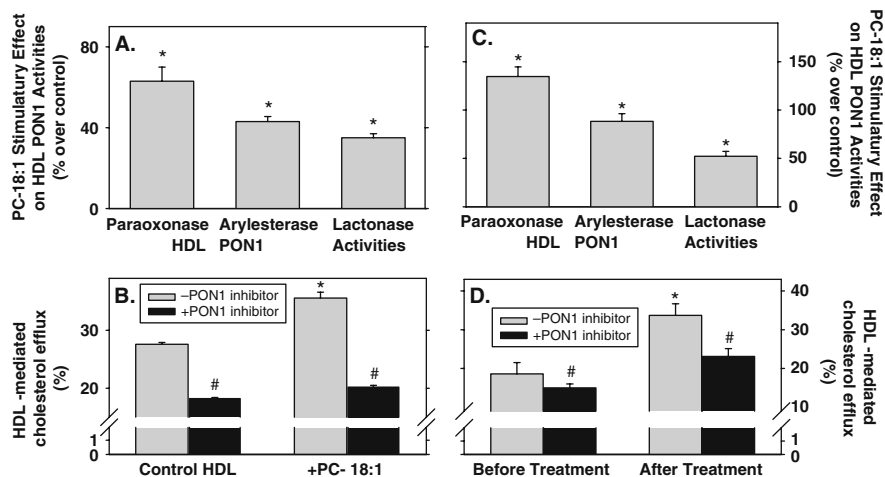 A.
PC-18:1 Stimulatury Effect
on HDL PON1 Activities
(% over control)
80
40
0
*
*
*
Paraoxonase Arylesterase Lactonase
HDL PON1 Activities
C.
PC-18:1 Stimulatury Effect
on HDL PON1 Activities
(% over control)
150
100
50
0
*
*
*
Paraoxonase Arylesterase Lactonase
HDL PON1 Activities
B.
–PON1 inhibitor
+PON1 inhibitor
HDL -mediated
cholesterol efflux
(%)
30
20
1
0
#
*
#
Control HDL +PC- 18:1
D.
–PON1 inhibitor
+PON1 inhibitor
HDL -mediated
cholesterol efflux
(%)
40
30
20
10
1
0
#
*
#
Before Treatment After Treatment